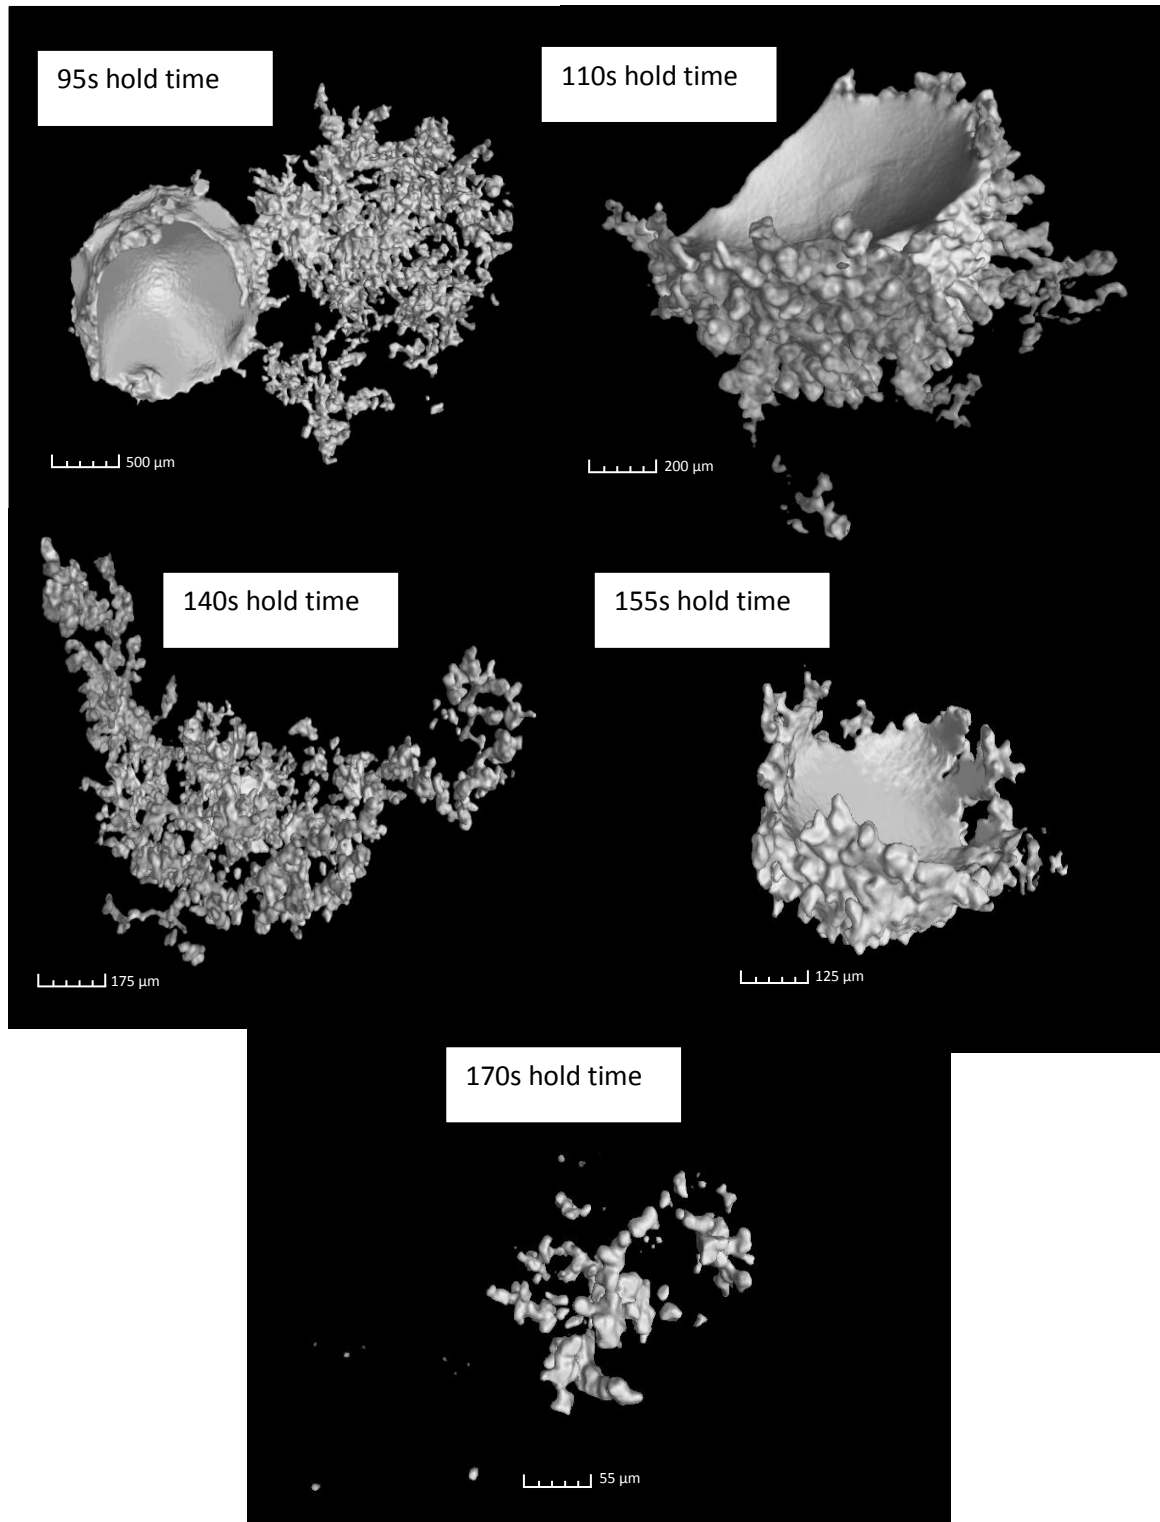 95s hold time
110s hold time
500 µm
200 µm
140s hold time
155s hold time
175 µm
125 µm
170s hold time
55 µm